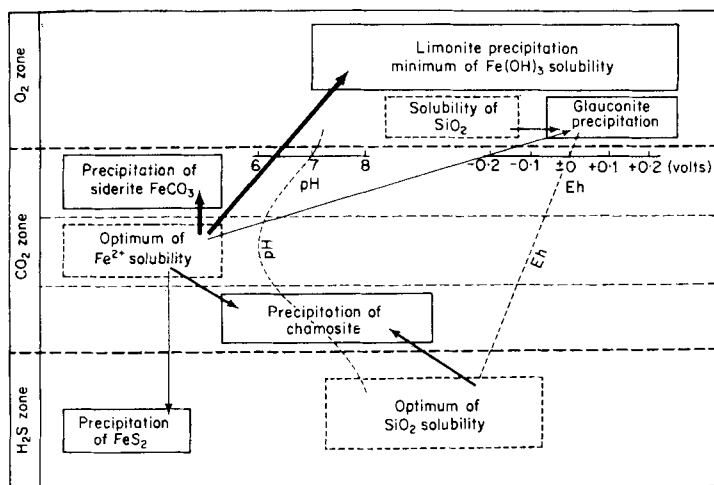 O₂ zone
Limonite precipitation
minimum of Fe(OH)₃ solubility
Solubility of
SiO₂
Glauconite
precipitation
Precipitation of
siderite FeCO₃
6 7 8
pH
-0.2 -0.1 ±0 +0.1 +0.2 (volts)
Eh
CO₂ zone
Optimum of
Fe²⁺ solubility
pH
Eh
Precipitation of
chamosite
H₂S zone
Precipitation
of FeS₂
Optimum of
SiO₂ solubility